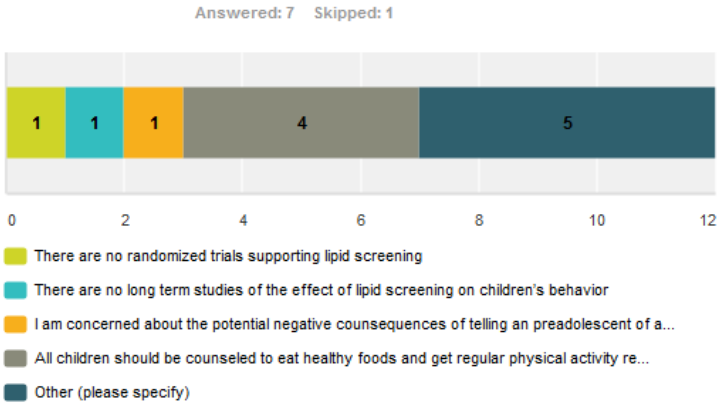 Answered: 7 Skipped: 1
1 1 1 4 5
0 2 4 6 8 10 12
There are no randomized trials supporting lipid screening
There are no long term studies of the effect of lipid screening on children's behavior
I am concerned about the potential negative counsequences of telling an preadolescent of a...
All children should be counseled to eat healthy foods and get regular physical activity re...
Other (please specify)